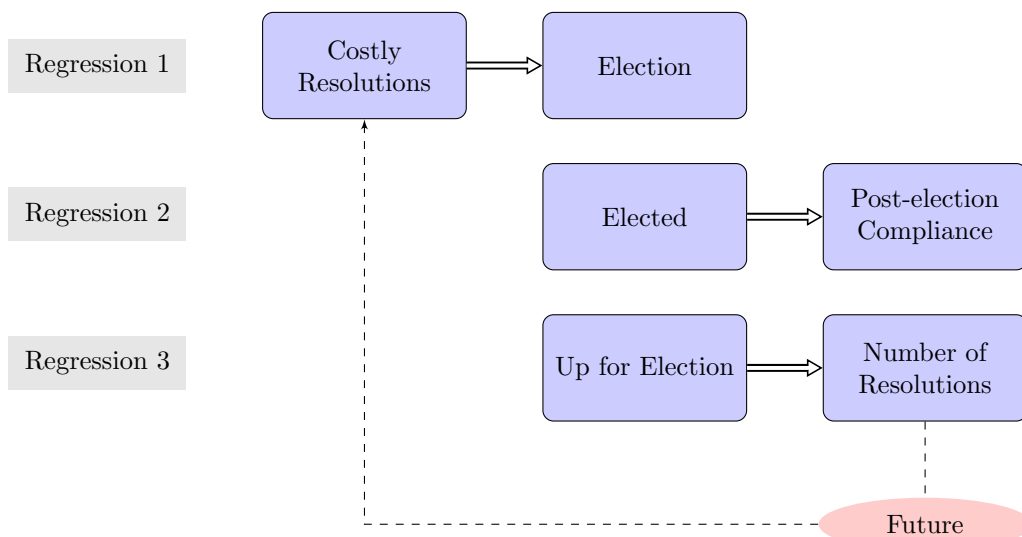 Regression 1
Costly
Resolutions
Election
Regression 2
Elected
Post-election
Compliance
Regression 3
Up for Election
Number of
Resolutions
Future